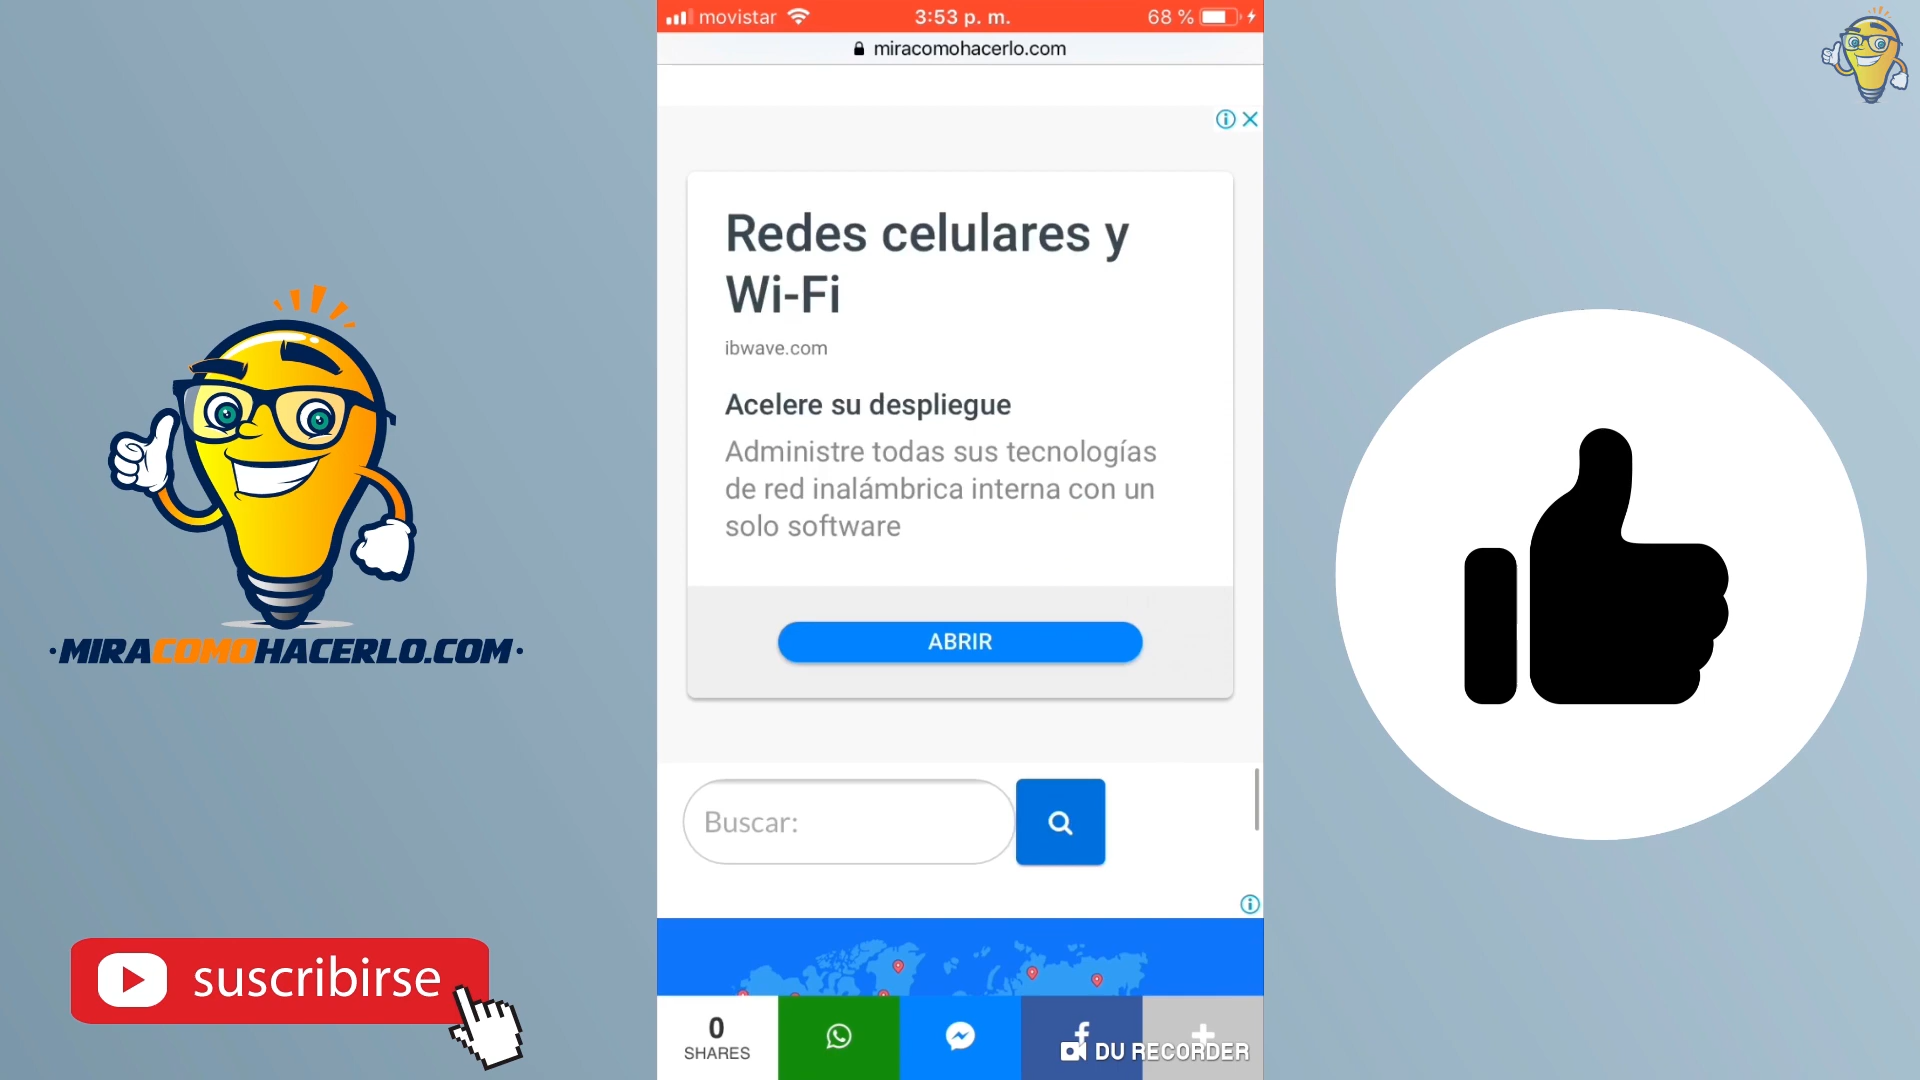 movistar
3:53 p. m.
68 %
miracomohacerlo.com
Redes celulares y
Wi-Fi
ibwave.com
Acelere su despliegue
Administre todas sus tecnologías
de red inalámbrica interna con un
solo software
ABRIR
Buscar:
0
SHARES
DU RECORDER
·MIRACOMOHACERLO.COM·
suscribirse